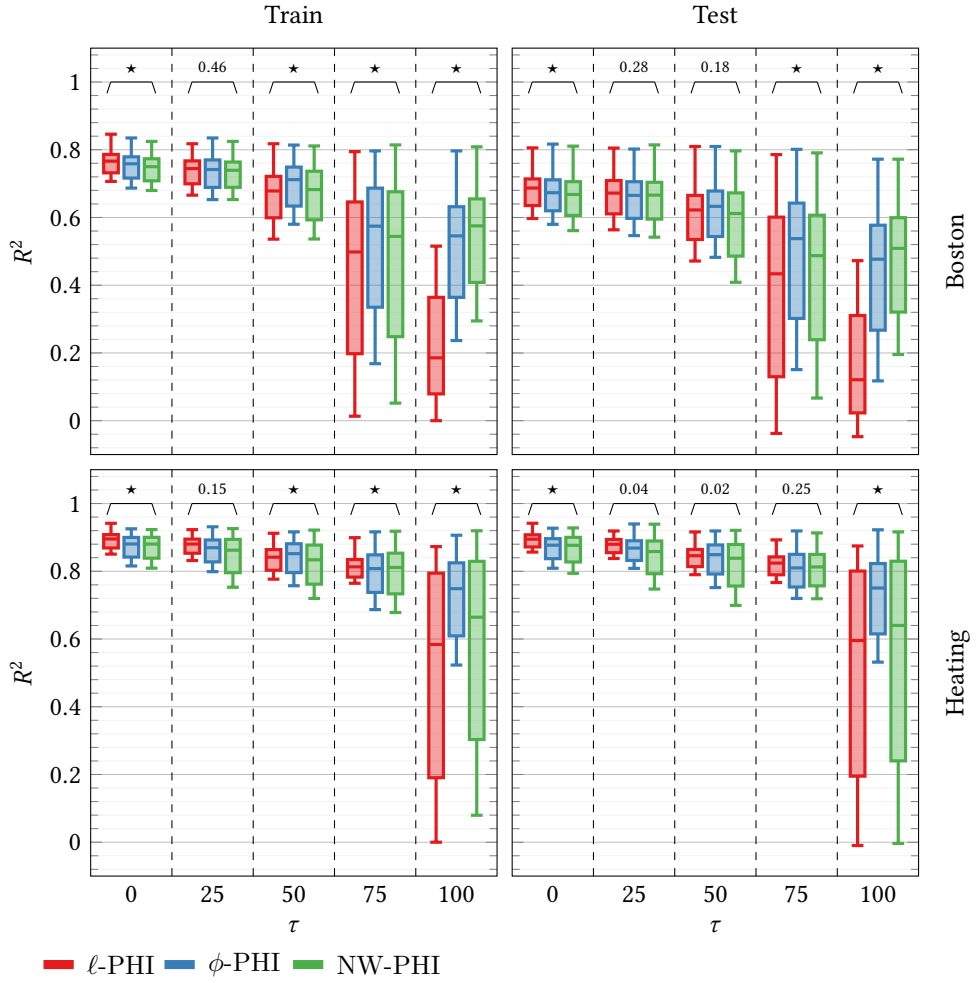 Train Test
★ 0.46 ★ ★ ★ ★ 0.28 0.18 ★ ★
1
0.8
0.6
0.4
0.2
0
R²
Boston
★ 0.15 ★ ★ ★ ★ 0.04 0.02 0.25 ★
1
0.8
0.6
0.4
0.2
0
R²
Heating
0 25 50 75 100 0 25 50 75 100
τ τ
ℓ-PHI ϕ-PHI NW-PHI